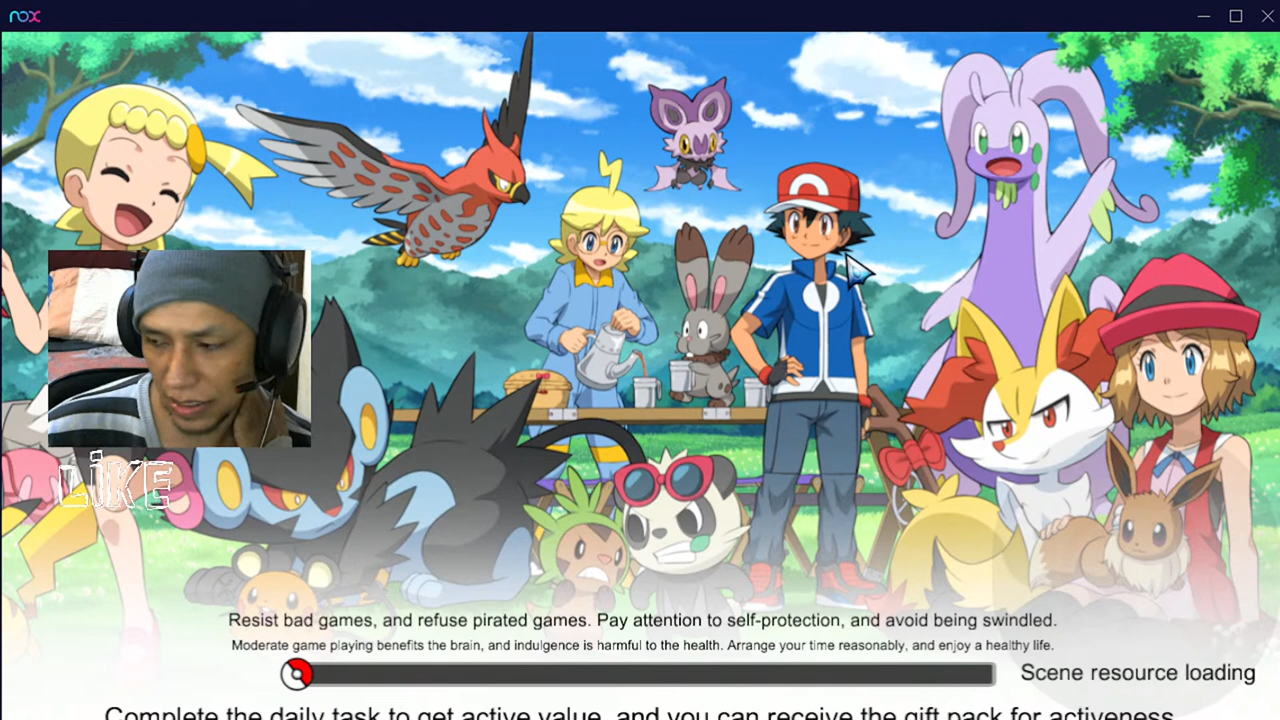 nox
LiKE
Resist bad games, and refuse pirated games. Pay attention to self-protection, and avoid being swindled.
Moderate game playing benefits the brain, and indulgence is harmful to the health. Arrange your time reasonably, and enjoy a healthy life.
Scene resource loading
Complete the daily task to get active value, and you can receive the gift pack for activeness